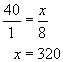 40/1 = x/8
x = 320